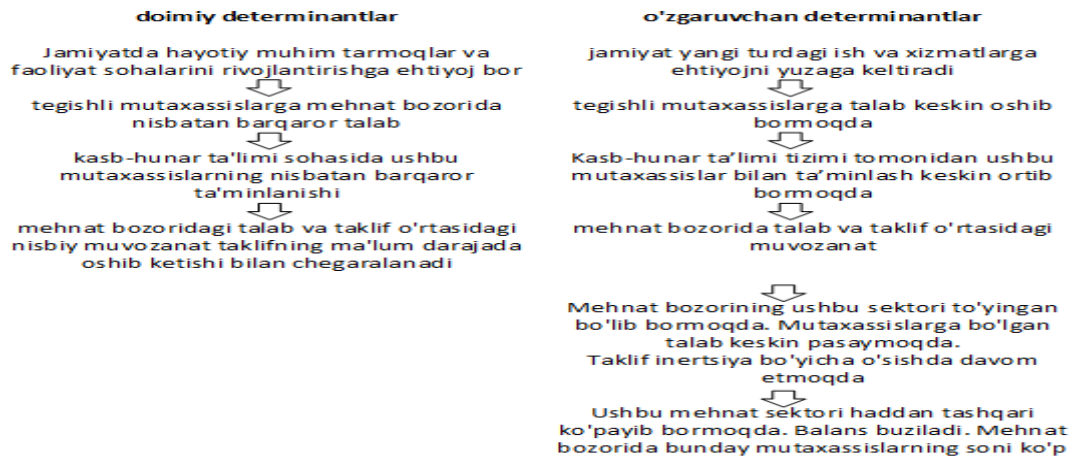 doimiy determinantlar
Jamiyatda hayotiy muhim tarmoqlar va
faoliyat sohalarini rivojlantirishga ehtiyoj bor
tegishli mutaxassislarga mehnat bozorida
nisbatan barqaror talab
kasb-hunar ta'limi sohasida ushbu
mutaxassislarning nisbatan barqaror
ta'minlanishi
mehnat bozoridagi talab va taklif o'rtasidagi
nisbiy muvozanat taklifning ma'lum darajada
oshib ketishi bilan chegaralanadi
o'zgaruvchan determinantlar
jamiyat yangi turdagi ish va xizmatlarga
ehtiyojni yuzaga keltiradi
tegishli mutaxassislarga talab keskin oshib
bormoqda
Kasb-hunar ta’limi tizimi tomonidan ushbu
mutaxassislar bilan ta’minlash keskin ortib
bormoqda
mehnat bozorida talab va taklif o'rtasidagi
muvozanat
Mehnat bozorining ushbu sektori to'yingan
bo'lib bormoqda. Mutaxassislarga bo'lgan
talab keskin pasaymoqda.
Taklif inertsiya bo'yicha o'sishda davom
etmoqda
Ushbu mehnat sektori haddan tashqari
ko'payib bormoqda. Balans buziladi. Mehnat
bozorida bunday mutaxassislarning soni ko'p